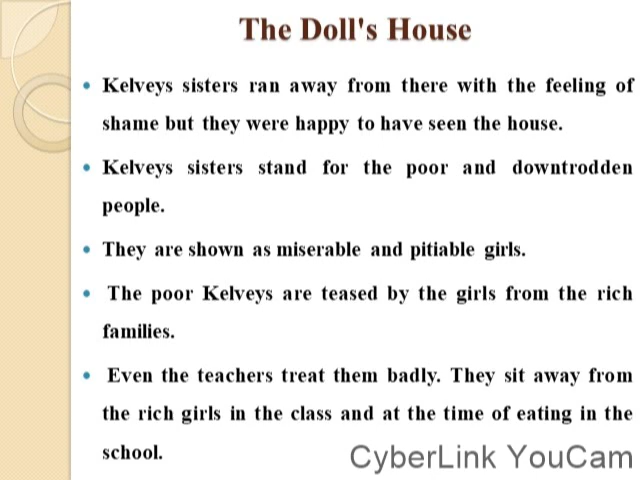 The Doll's House
• Kelveys sisters ran away from there with the feeling of
shame but they were happy to have seen the house.
• Kelveys sisters stand for the poor and downtrodden
people.
• They are shown as miserable and pitiable girls.
• The poor Kelveys are teased by the girls from the rich
families.
• Even the teachers treat them badly. They sit away from
the rich girls in the class and at the time of eating in the
school.
CyberLink YouCam